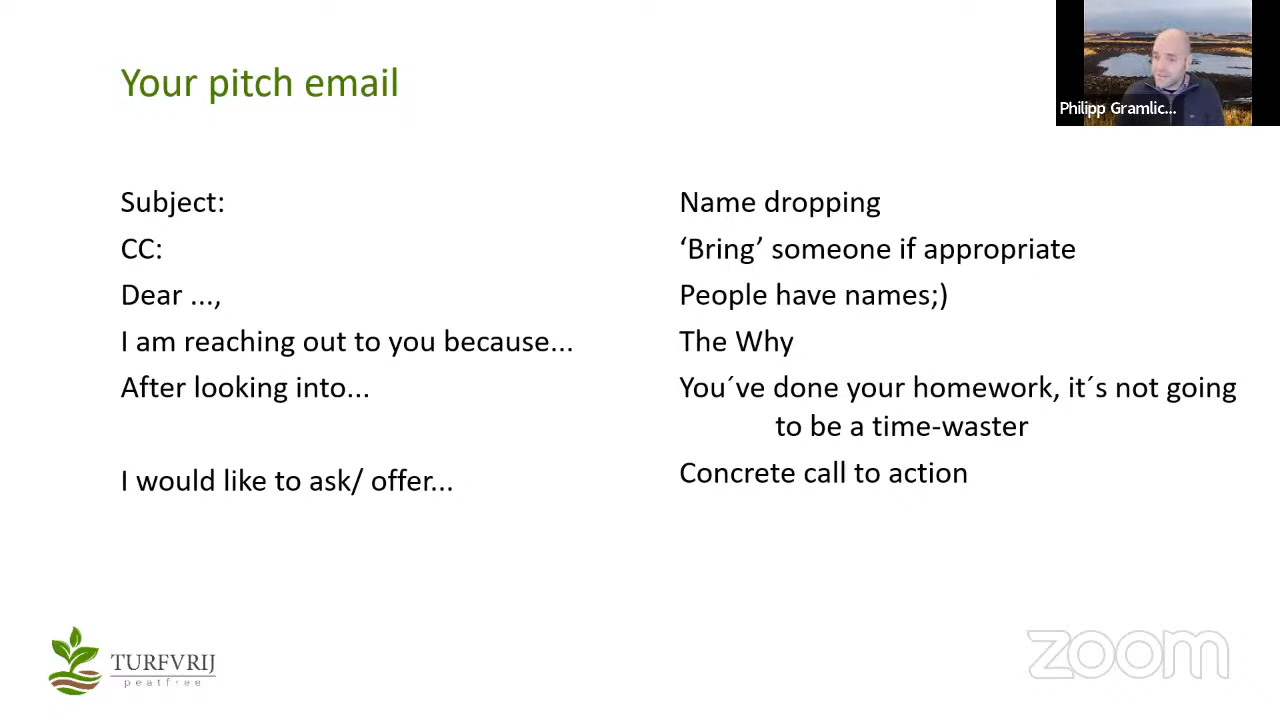 Your pitch email
Philipp Gramlic...
Subject:
Name dropping
CC:
‘Bring’ someone if appropriate
Dear ...,
People have names;)
I am reaching out to you because...
The Why
After looking into...
You´ve done your homework, it´s not going
to be a time-waster
I would like to ask/ offer...
Concrete call to action
TURFVRIJ
peatfree
zoom